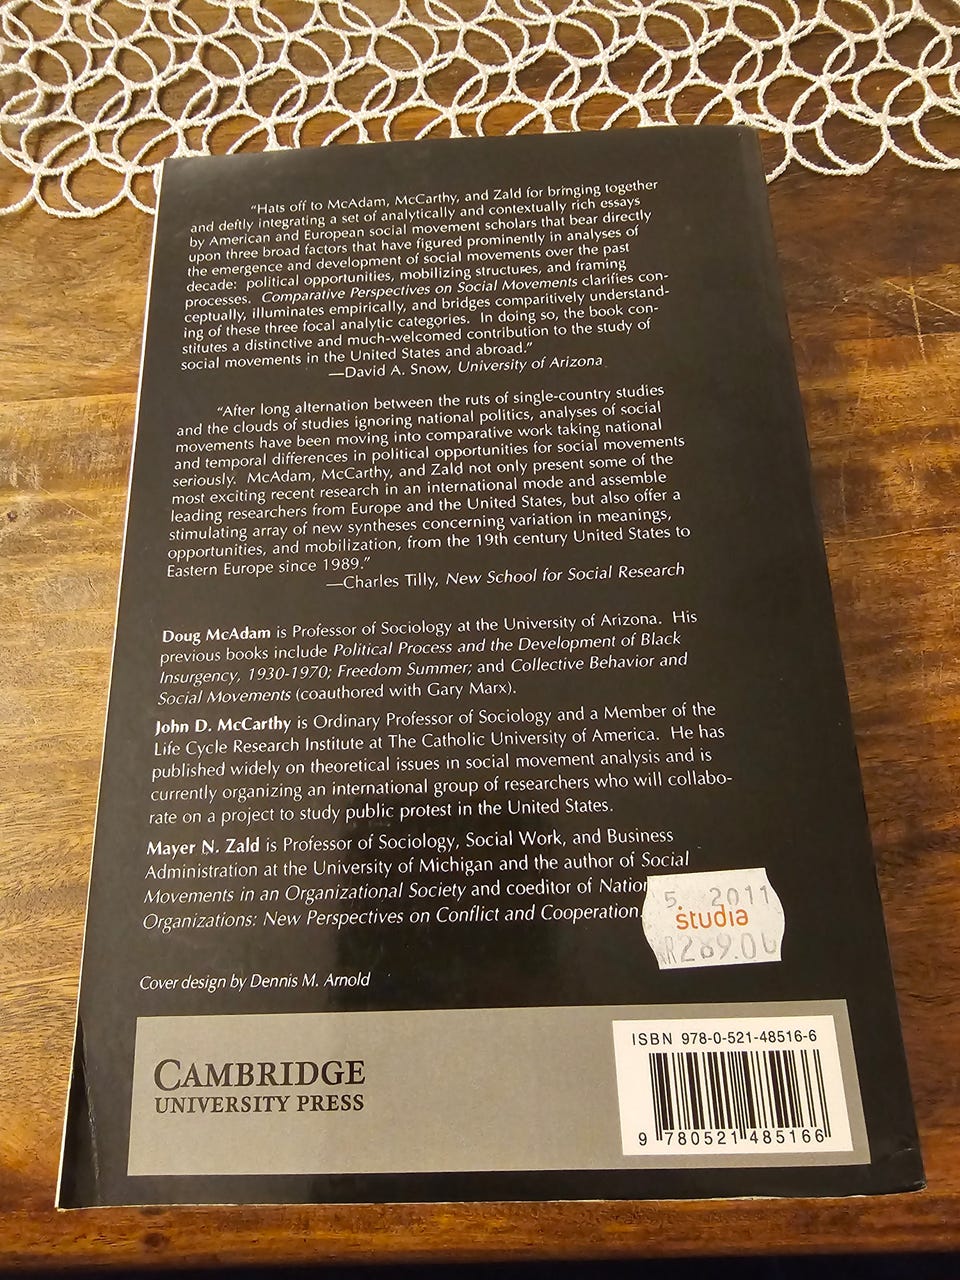 "Hats off to McAdam, McCarthy, and Zald for bringing together
and deftly integrating a set of analytically and contextually rich essays
by American and European social movement scholars that bear directly
upon three broad factors that have figured prominently in analyses of
the emergence and development of social movements over the past
decade: political opportunities, mobilizing structures, and framing
processes. Comparative Perspectives on Social Movements clarifies con-
ceptually, illuminates empirically, and bridges comparitively understand-
ing of these three focal analytic categories. In doing so, the book con-
stitutes a distinctive and much-welcomed contribution to the study of
social movements in the United States and abroad."
—David A. Snow, University of Arizona
"After long alternation between the ruts of single-country studies
and the clouds of studies ignoring national politics, analyses of social
movements have been moving into comparative work taking national
and temporal differences in political opportunities for social movements
seriously. McAdam, McCarthy, and Zald not only present some of the
most exciting recent research in an international mode and assemble
leading researchers from Europe and the United States, but also offer a
stimulating array of new syntheses concerning variation in meanings,
opportunities, and mobilization, from the 19th century United States to
Eastern Europe since 1989."
—Charles Tilly, New School for Social Research
Doug McAdam is Professor of Sociology at the University of Arizona. His
previous books include Political Process and the Development of Black
Insurgency, 1930-1970; Freedom Summer; and Collective Behavior and
Social Movements (coauthored with Gary Marx).
John D. McCarthy is Ordinary Professor of Sociology and a Member of the
Life Cycle Research Institute at The Catholic University of America. He has
published widely on theoretical issues in social movement analysis and is
currently organizing an international group of researchers who will collabo-
rate on a project to study public protest in the United States.
Mayer N. Zald is Professor of Sociology, Social Work, and Business
Administration at the University of Michigan and the author of Social
Movements in an Organizational Society and coeditor of
Organizations: New Perspectives on Conflict and Cooperation.
5. 2011
studia
Cover design by Dennis M. Arnold
CAMBRIDGE
UNIVERSITY PRESS
ISBN 978-0-521-48516-6
9 780521 485166